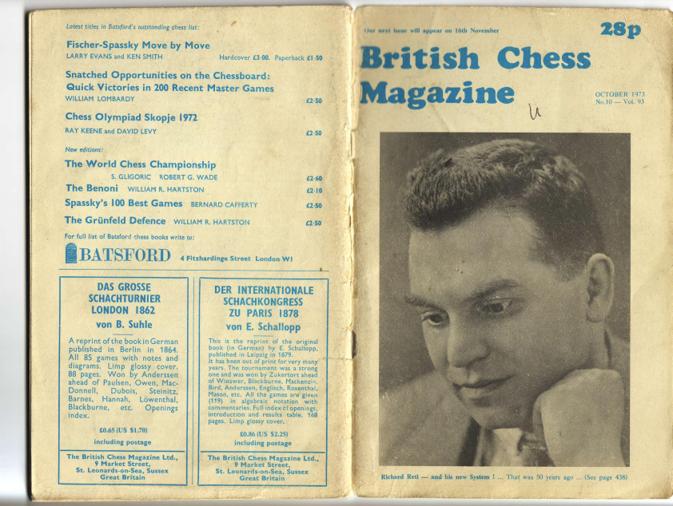 Latest titles in Batsford's outstanding chess list:
Fischer-Spassky Move by Move
LARRY EVANS and KEN SMITH Hardcover £3·00. Paperback £1·50
Snatched Opportunities on the Chessboard:
Quick Victories in 200 Recent Master Games
WILLIAM LOMBARDY £2·50
Chess Olympiad Skopje 1972
RAY KEENE and DAVID LEVY £2·50
New editions:
The World Chess Championship
S. GLIGORIC ROBERT G. WADE £2·60
The Benoni WILLIAM R. HARTSTON £2·10
Spassky's 100 Best Games BERNARD CAFFERTY £2·50
The Grünfeld Defence WILLIAM R. HARTSTON £2·50
For full list of Batsford chess books write to:
BATSFORD 4 Fitzhardinge Street London W1
DAS GROSSE
SCHACHTURNIER
LONDON 1862
von B. Suhle
A reprint of the book in German
published in Berlin in 1864.
All 85 games with notes and
diagrams. Limp glossy cover.
88 pages. Won by Anderssen
ahead of Paulsen, Owen, Mac-
Donnell, Dubois, Steinitz,
Barnes, Hannah, Löwenthal,
Blackburne, etc. Openings
index.
£0.65 (US $1.70)
including postage
The British Chess Magazine Ltd.,
9 Market Street,
St. Leonards-on-Sea, Sussex
Great Britain
DER INTERNATIONALE
SCHACHKONGRESS
ZU PARIS 1878
von E. Schallopp
This is the reprint of the original
book (in German) by E. Schallopp,
published in Leipzig in 1879.
It has been out of print for very many
years. The tournament was a strong
one and was won by Zukertort ahead
of Winawer, Blackburne, Mackenzie,
Bird, Anderssen, Englisch, Rosenthal,
Mason, etc. All the games are given
(119) in algebraic notation with
commentaries. Full index of openings,
introduction and results table. 168
pages. Limp glossy cover.
£0.86 (US $2.25)
including postage
The British Chess Magazine Ltd.,
9 Market Street,
St. Leonards-on-Sea, Sussex
Great Britain
Our next issue will appear on 16th November
28p
British Chess
Magazine
OCTOBER 1973
No.10 — Vol. 93
Richard Reti — and his new System ! ... That was 50 years ago ... (See page 438)